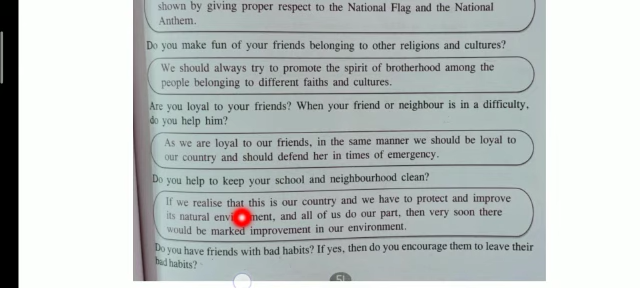 shown by giving proper respect to the National Flag and the National
Anthem.
Do you make fun of your friends belonging to other religions and cultures?
We should always try to promote the spirit of brotherhood among the
people belonging to different faiths and cultures.
Are you loyal to your friends? When your friend or neighbour is in a difficulty,
do you help him?
As we are loyal to our friends, in the same manner we should be loyal to
our country and should defend her in times of emergency.
Do you help to keep your school and neighbourhood clean?
If we realise that this is our country and we have to protect and improve
its natural and all of us do our part, then very soon there
would be marked improvement in our environment.
Do you have friends with bad habits? If yes, then do you encourage them to leave their
bad habits?
51